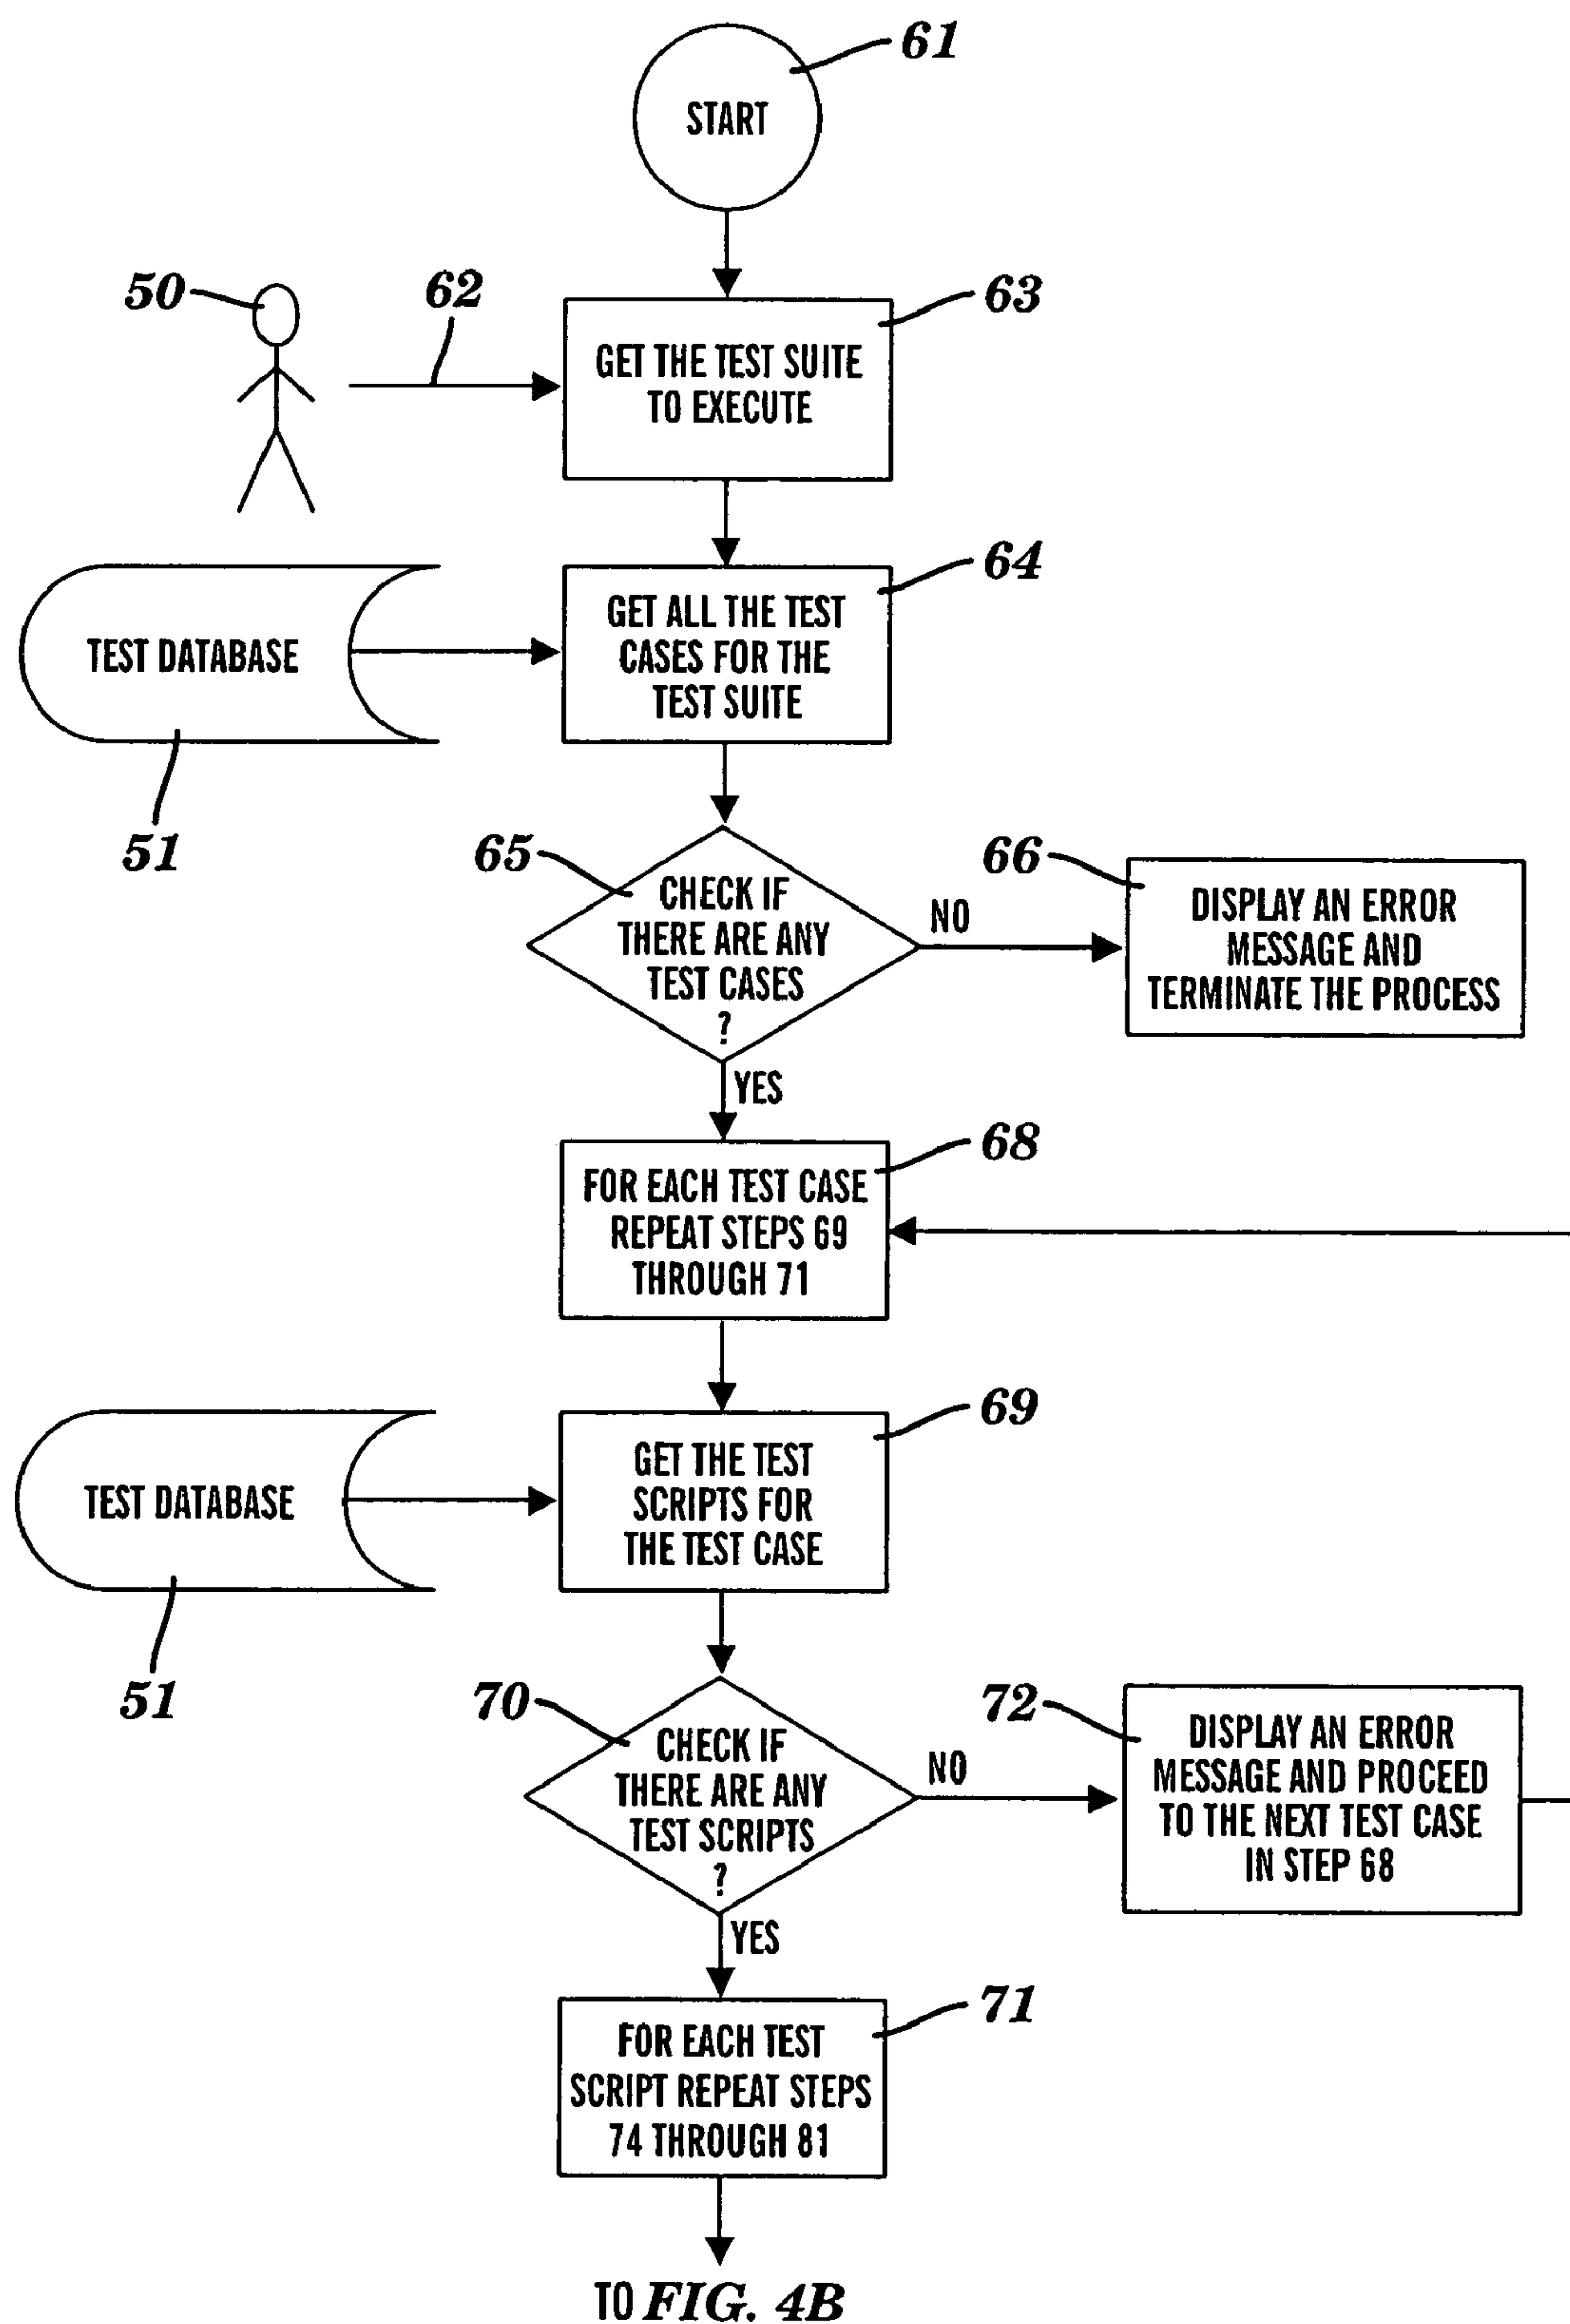 61
START
50
62
63
GET THE TEST SUITE
TO EXECUTE
64
GET ALL THE TEST
CASES FOR THE
TEST SUITE
TEST DATABASE
51
65
CHECK IF
THERE ARE ANY
TEST CASES
?
NO
66
DISPLAY AN ERROR
MESSAGE AND
TERMINATE THE PROCESS
YES
68
FOR EACH TEST CASE
REPEAT STEPS 69
THROUGH 71
69
GET THE TEST
SCRIPTS FOR
THE TEST CASE
TEST DATABASE
51
70
CHECK IF
THERE ARE ANY
TEST SCRIPTS
?
NO
72
DISPLAY AN ERROR
MESSAGE AND PROCEED
TO THE NEXT TEST CASE
IN STEP 68
YES
71
FOR EACH TEST
SCRIPT REPEAT STEPS
74 THROUGH 81
TO FIG. 4B